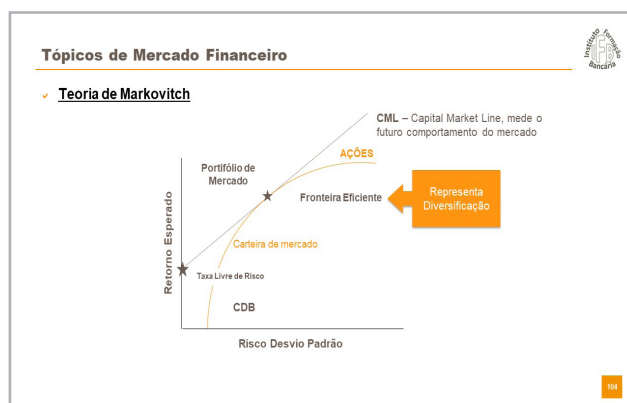 Tópicos de Mercado Financeiro
Instituto Formação
Bancária
IFB
Teoria de Markovitch
CML – Capital Market Line, mede o
futuro comportamento do mercado
AÇÕES
Portifólio de
Mercado
Fronteira Eficiente
Representa
Diversificação
Retorno Esperado
Carteira de mercado
Taxa Livre de Risco
CDB
Risco Desvio Padrão
104